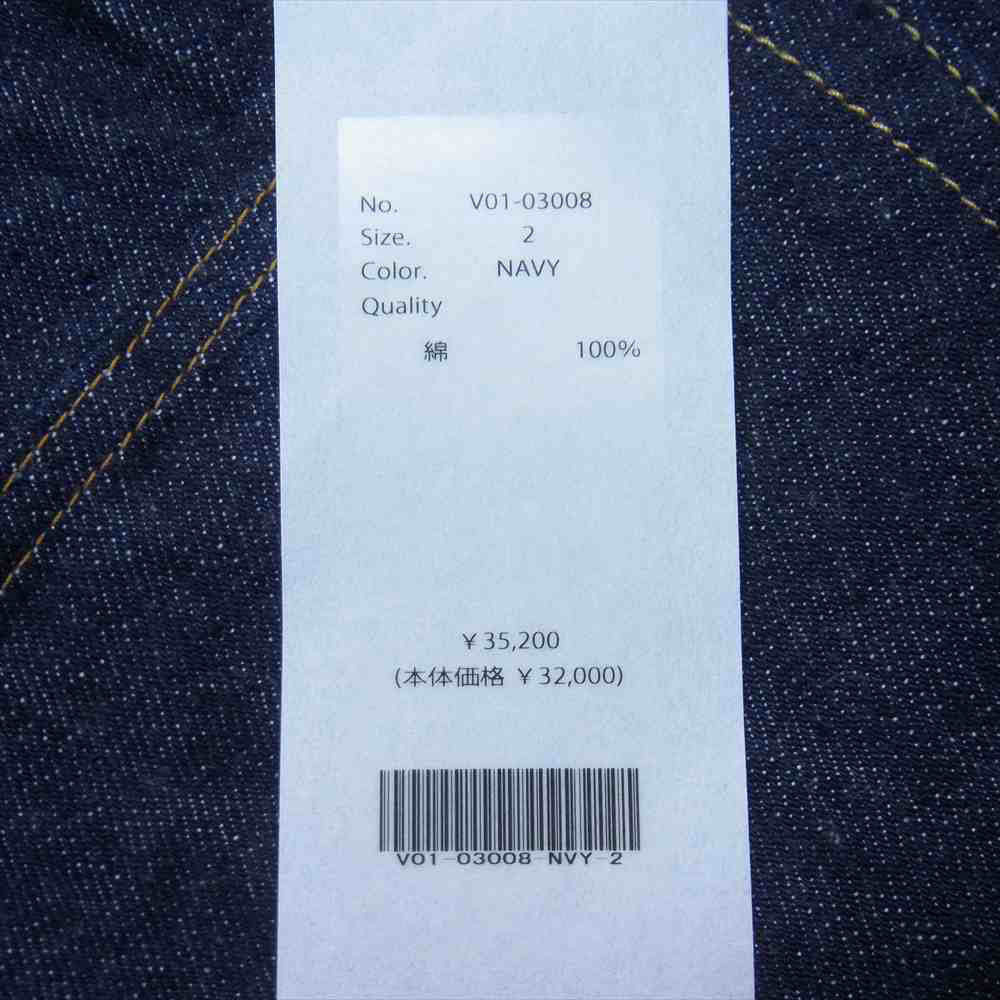 No. V01-03008
Size. 2
Color. NAVY
Quality
綿 100%
￥35,200
(本体価格 ￥32,000)
V01-03008-NVY-2